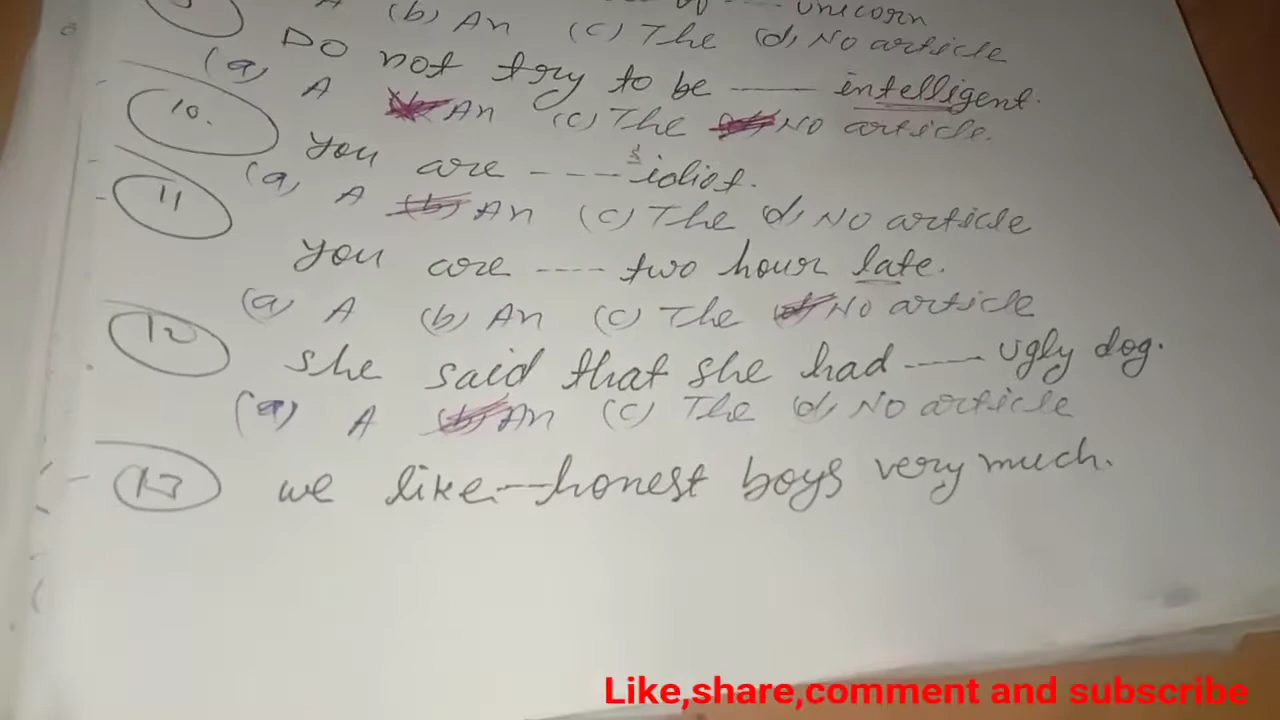 (b) An (c) The (d) No article
unicorn
Do not try to be ---- intelligent.
(a) A An (c) The No article.
10. You are ---- idiot.
(a) A (b) An (c) The (d) No article
11 You are ---- two hour late.
(a) A (b) An (c) The No article
12 She said that she had ---- ugly dog.
(a) A (b) An (c) The (d) No article
13 we like ---- honest boys very much.
Like,share,comment and subscribe